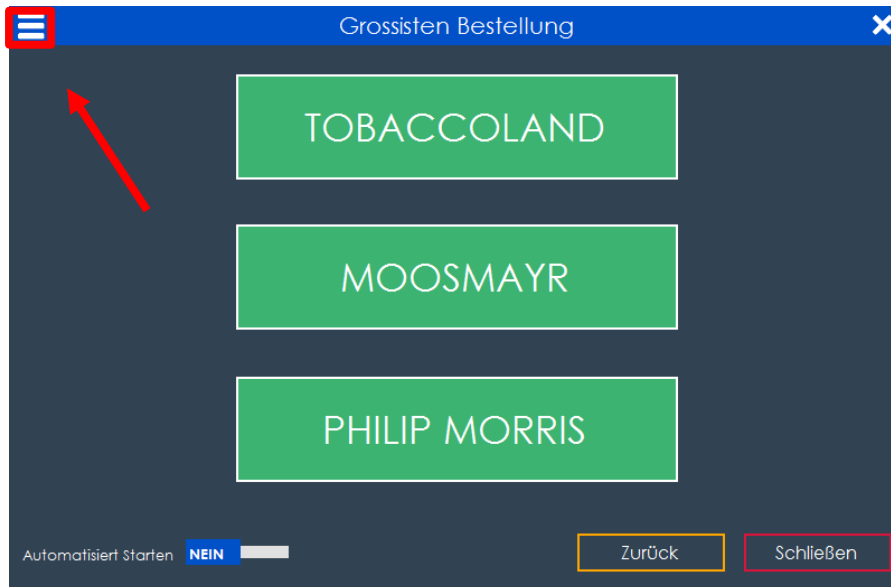 Grossisten Bestellung
TOBACCOLAND
MOOSMAYR
PHILIP MORRIS
Automatisiert Starten NEIN
Zurück
Schließen